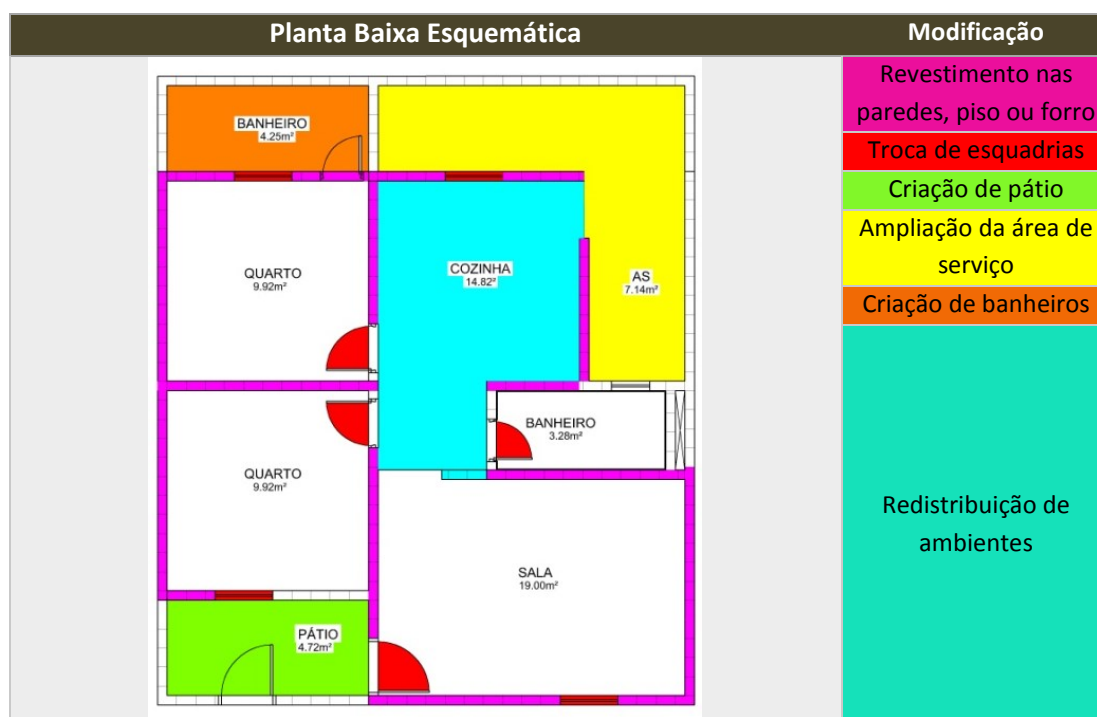 Planta Baixa Esquemática
Modificação
BANHEIRO
4.25m²
QUARTO
9.92m²
COZINHA
14.82²
AS
7.14m²
BANHEIRO
3.28m²
QUARTO
9.92m²
SALA
19.00m²
PÁTIO
4.72m²
Revestimento nas
paredes, piso ou forro
Troca de esquadrias
Criação de pátio
Ampliação da área de
serviço
Criação de banheiros
Redistribuição de
ambientes